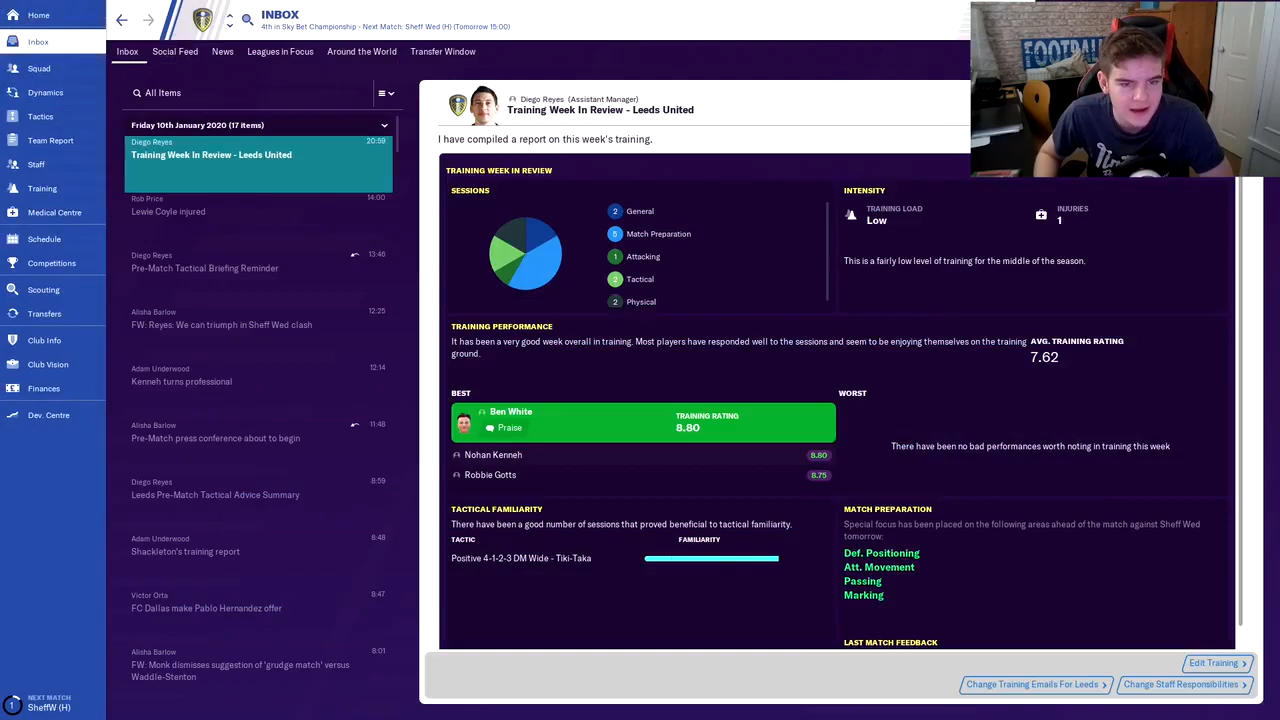 Home
Inbox
Squad
Dynamics
Tactics
Team Report
Staff
Training
Medical Centre
Schedule
Competitions
Scouting
Transfers
Club Info
Club Vision
Finances
Dev. Centre
1
NEXT MATCH
SheffW (H)
INBOX
4th in Sky Bet Championship - Next Match: Sheff Wed (H) (Tomorrow 15:00)
Inbox Social Feed News Leagues in Focus Around the World Transfer Window
All Items
Friday 10th January 2020 (17 items)
Diego Reyes 20:59
Training Week In Review - Leeds United
Rob Price 14:00
Lewie Coyle injured
Diego Reyes 13:46
Pre-Match Tactical Briefing Reminder
Alisha Barlow 12:25
FW: Reyes: We can triumph in Sheff Wed clash
Adam Underwood 12:14
Kenneh turns professional
Alisha Barlow 11:48
Pre-Match press conference about to begin
Diego Reyes 8:59
Leeds Pre-Match Tactical Advice Summary
Adam Underwood 8:48
Shackleton's training report
Victor Orta 8:47
FC Dallas make Pablo Hernandez offer
Alisha Barlow 8:01
FW: Monk dismisses suggestion of 'grudge match' versus
Waddle-Stenton
Diego Reyes (Assistant Manager)
Training Week In Review - Leeds United
I have compiled a report on this week's training.
TRAINING WEEK IN REVIEW
SESSIONS
2 General
5 Match Preparation
1 Attacking
2 Tactical
2 Physical
INTENSITY
TRAINING LOAD
Low
INJURIES
1
This is a fairly low level of training for the middle of the season.
TRAINING PERFORMANCE
It has been a very good week overall in training. Most players have responded well to the sessions and seem to be enjoying themselves on the training
ground.
AVG. TRAINING RATING
7.62
BEST
Ben White
Praise
TRAINING RATING
8.80
Nohan Kenneh 8.80
Robbie Gotts 8.75
WORST
There have been no bad performances worth noting in training this week
TACTICAL FAMILIARITY
There have been a good number of sessions that proved beneficial to tactical familiarity.
TACTIC FAMILIARITY
Positive 4-1-2-3 DM Wide - Tiki-Taka
MATCH PREPARATION
Special focus has been placed on the following areas ahead of the match against Sheff Wed
tomorrow:
Def. Positioning
Att. Movement
Passing
Marking
LAST MATCH FEEDBACK
Edit Training
Change Training Emails For Leeds
Change Staff Responsibilities